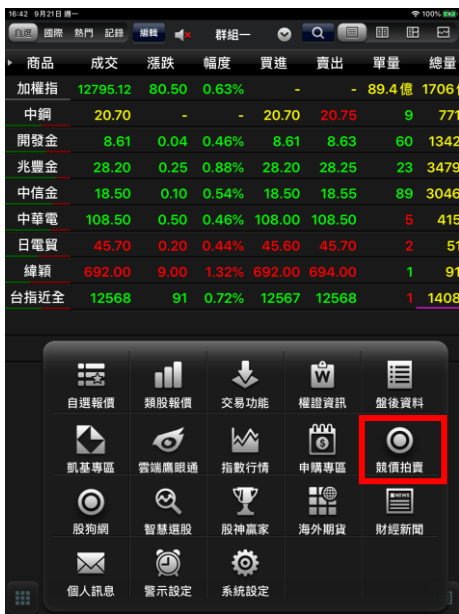 16:42 9月21日 週一 100%
自選 國際 熱門 記錄 編輯 群組一
商品 成交 漲跌 幅度 買進 賣出 單量 總量
加權指 12795.12 80.50 0.63% - - 89.4億 1706
中鋼 20.70 - - 20.70 20.75 9 771
開發金 8.61 0.04 0.46% 8.61 8.63 60 1342
兆豐金 28.20 0.25 0.88% 28.20 28.25 23 3479
中信金 18.50 0.10 0.54% 18.50 18.55 89 3046
中華電 108.50 0.50 0.46% 108.00 108.50 5 415
日電貿 45.70 0.20 0.44% 45.60 45.70 2 51
緯穎 692.00 9.00 1.32% 692.00 694.00 1 91
台指近全 12568 91 0.72% 12567 12568 1 1408
自選報價 類股報價 交易功能 權證資訊 盤後資料
凱基專區 雲端鷹眼通 指數行情 申購專區 競價拍賣
股狗網 智慧選股 股神贏家 海外期貨 財經新聞
個人訊息 警示設定 系統設定